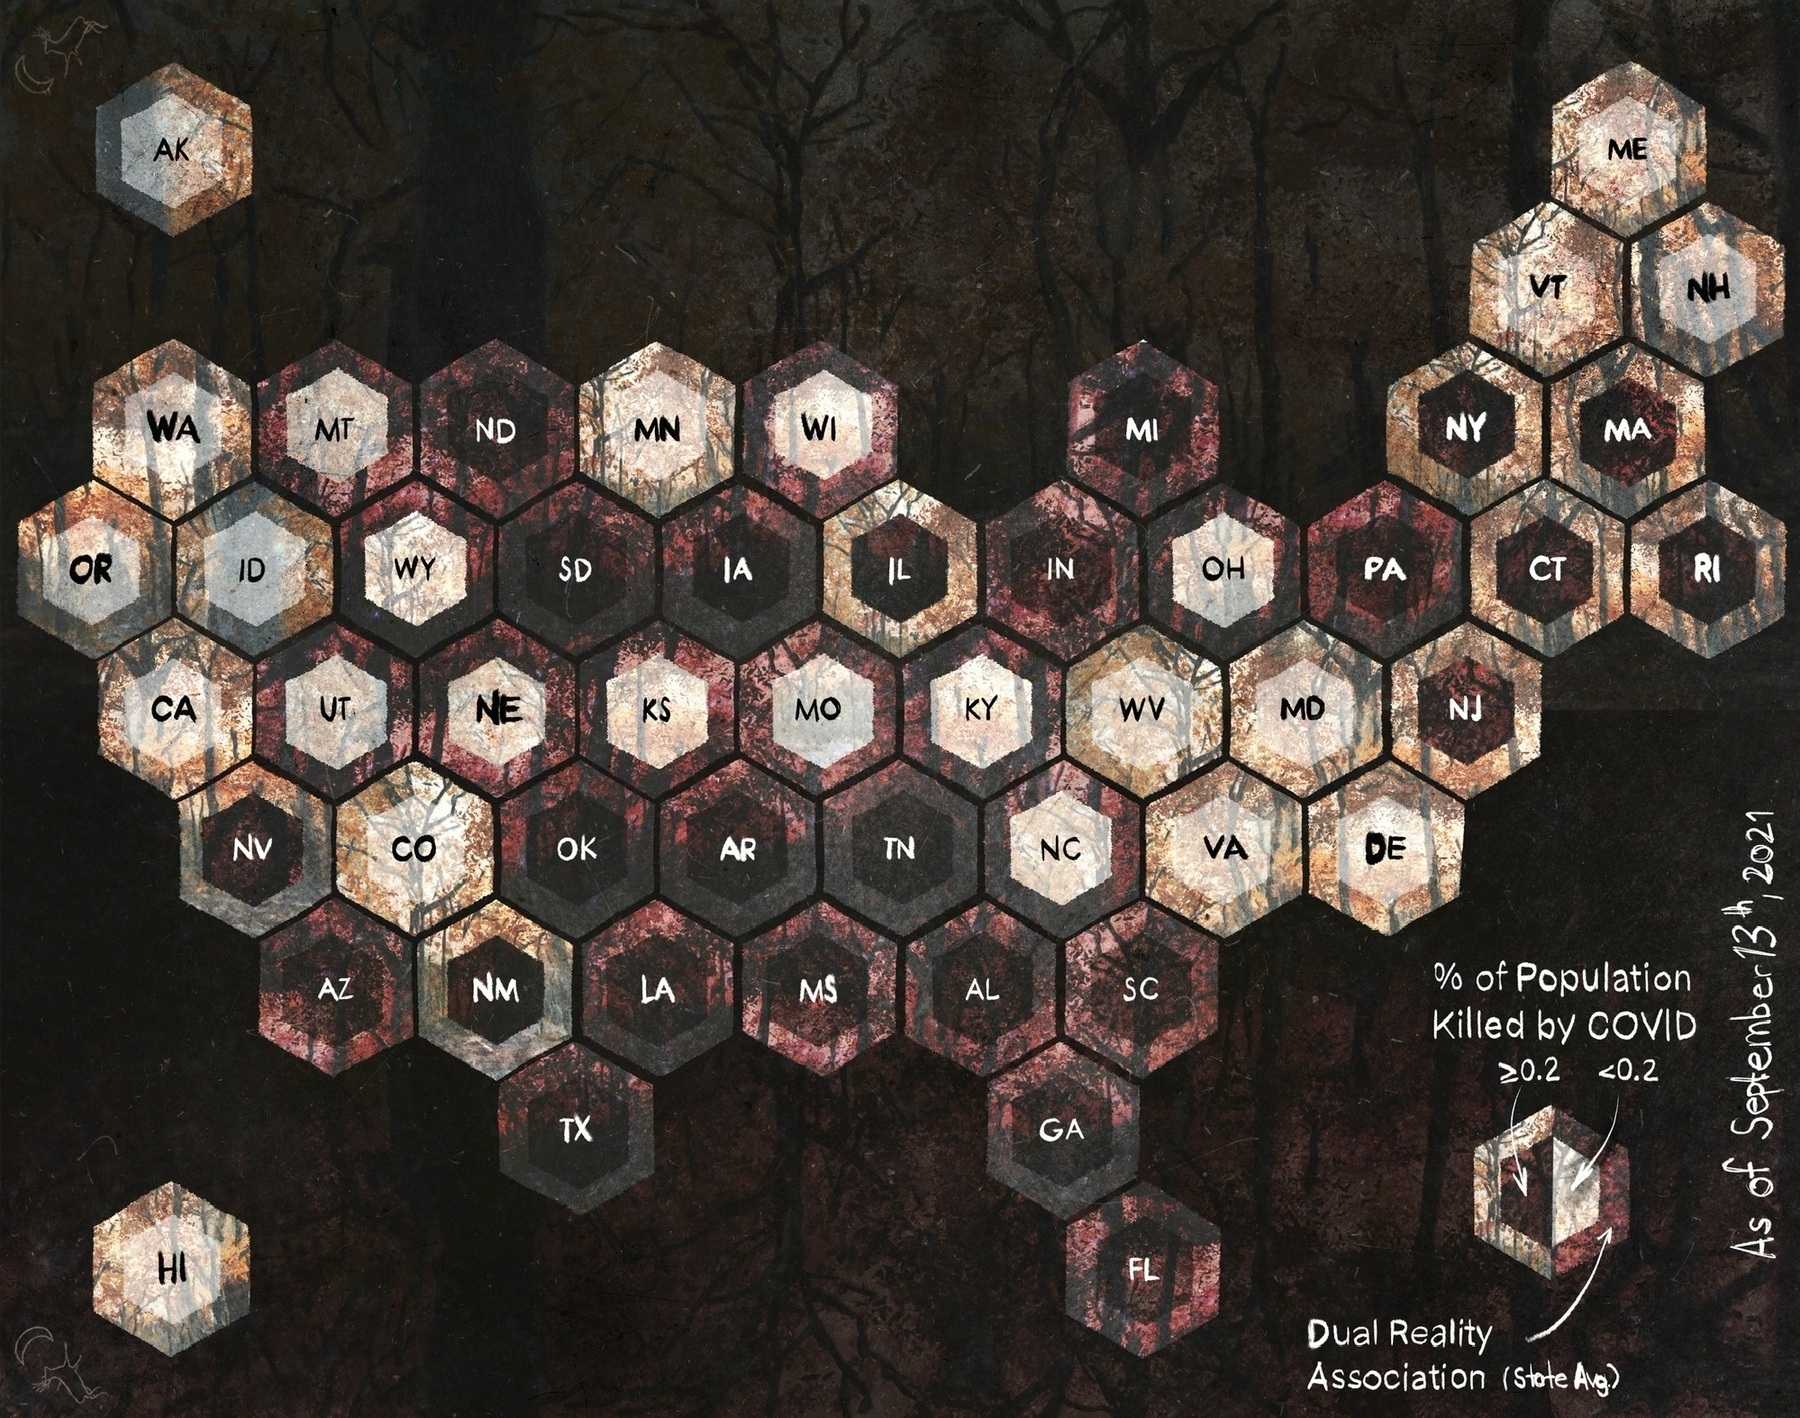 AK
ME
VT
NH
WA
MT
ND
MN
WI
MI
NY
MA
OR
ID
WY
SD
IA
IL
IN
OH
PA
CT
RI
CA
UT
NE
KS
MO
KY
WV
MD
NJ
NV
CO
OK
AR
TN
NC
VA
DE
AZ
NM
LA
MS
AL
SC
TX
GA
HI
FL
% of Population
Killed by COVID
≥0.2 <0.2
Dual Reality
Association (State Avg.)
As of September 13th, 2021